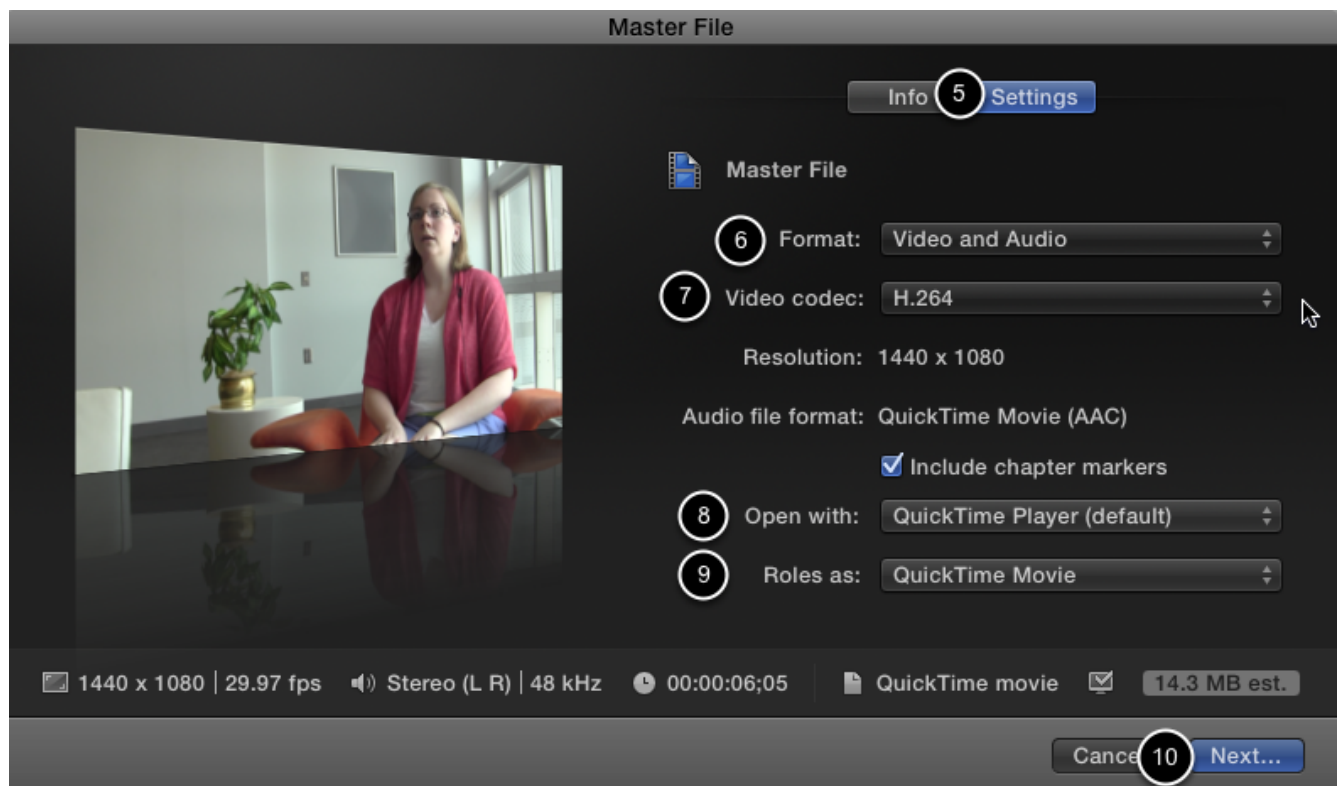 Master File
Info 5 Settings
Master File
6 Format: Video and Audio
7 Video codec: H.264
Resolution: 1440 x 1080
Audio file format: QuickTime Movie (AAC)
Include chapter markers
8 Open with: QuickTime Player (default)
9 Roles as: QuickTime Movie
1440 x 1080 | 29.97 fps Stereo (L R) | 48 kHz 00:00:06;05 QuickTime movie 14.3 MB est.
Cance 10 Next...